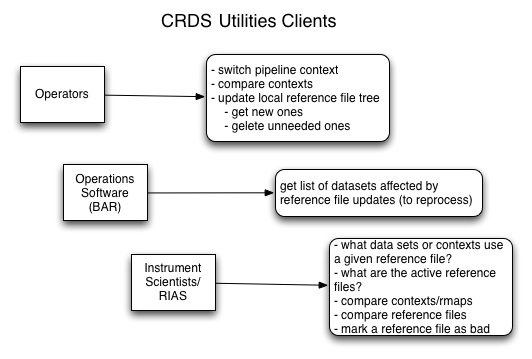 CRDS Utilities Clients
Operators
- switch pipeline context
- compare contexts
- update local reference file tree
- get new ones
- gelete unneeded ones
Operations
Software
(BAR)
get list of datasets affected by
reference file updates (to reprocess)
Instrument
Scientists/
RIAS
- what data sets or contexts use
a given reference file?
- what are the active reference
files?
- compare contexts/rmaps
- compare reference files
- mark a reference file as bad